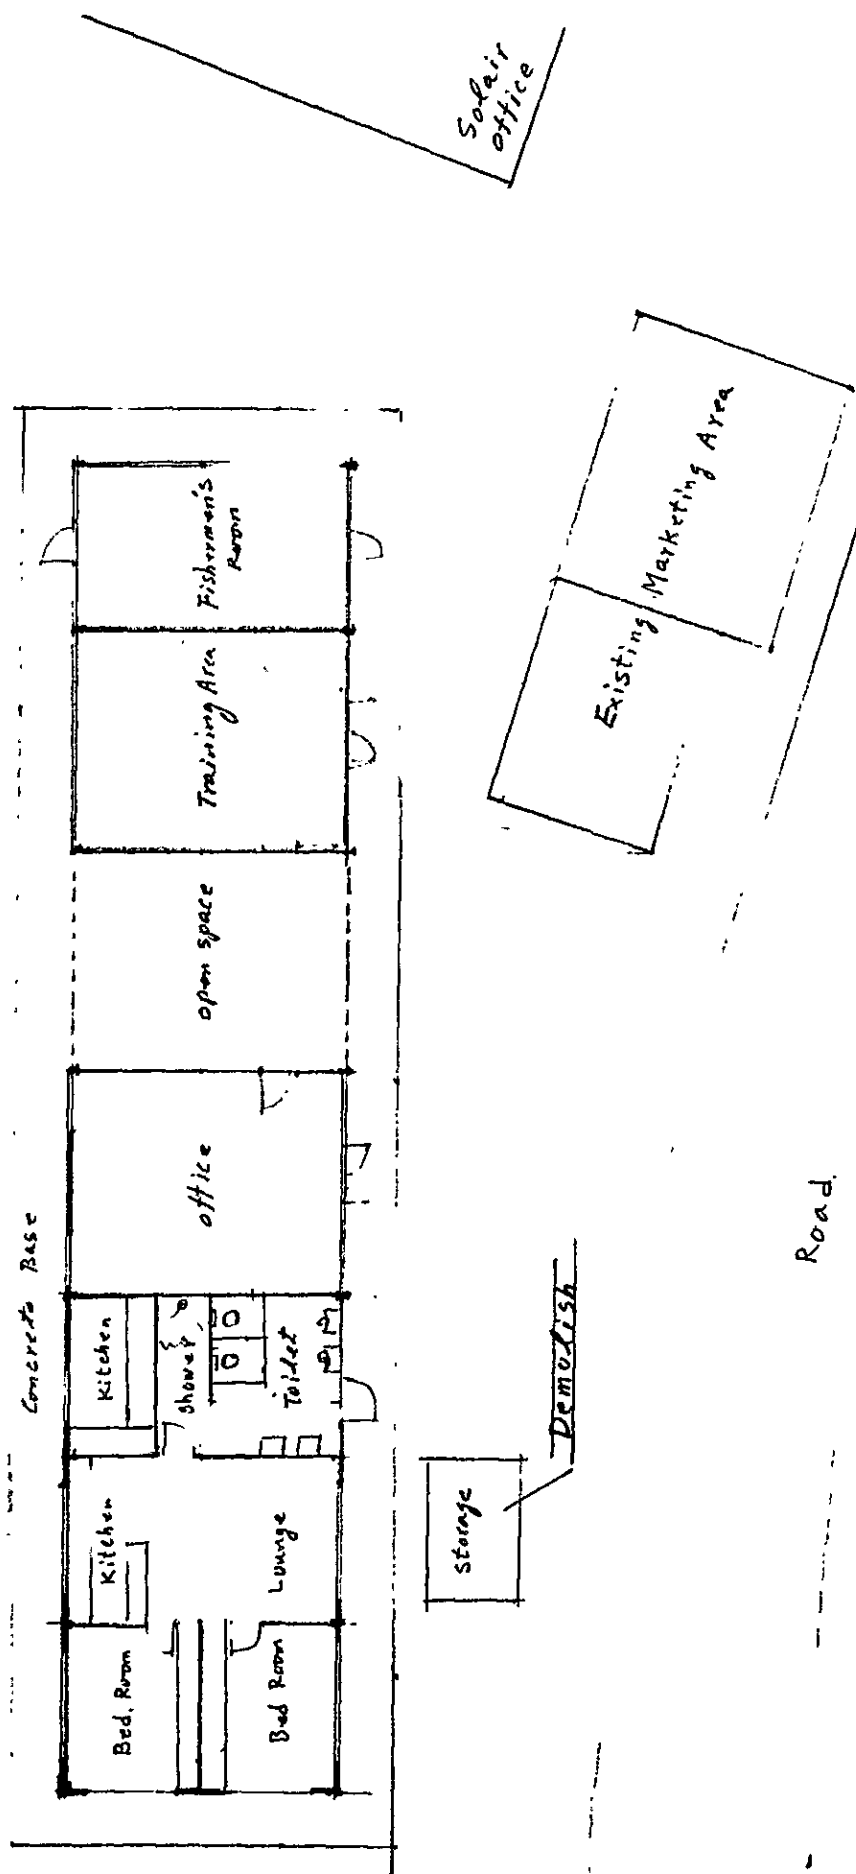 Solair
office
Fishermen's
Room
Training Area
open space
office
Concrete Base
Kitchen
Shower
Toilet
Kitchen
Lounge
Bed. Room
Bed Room
Existing Marketing Area
Storage
Demolish
Road.